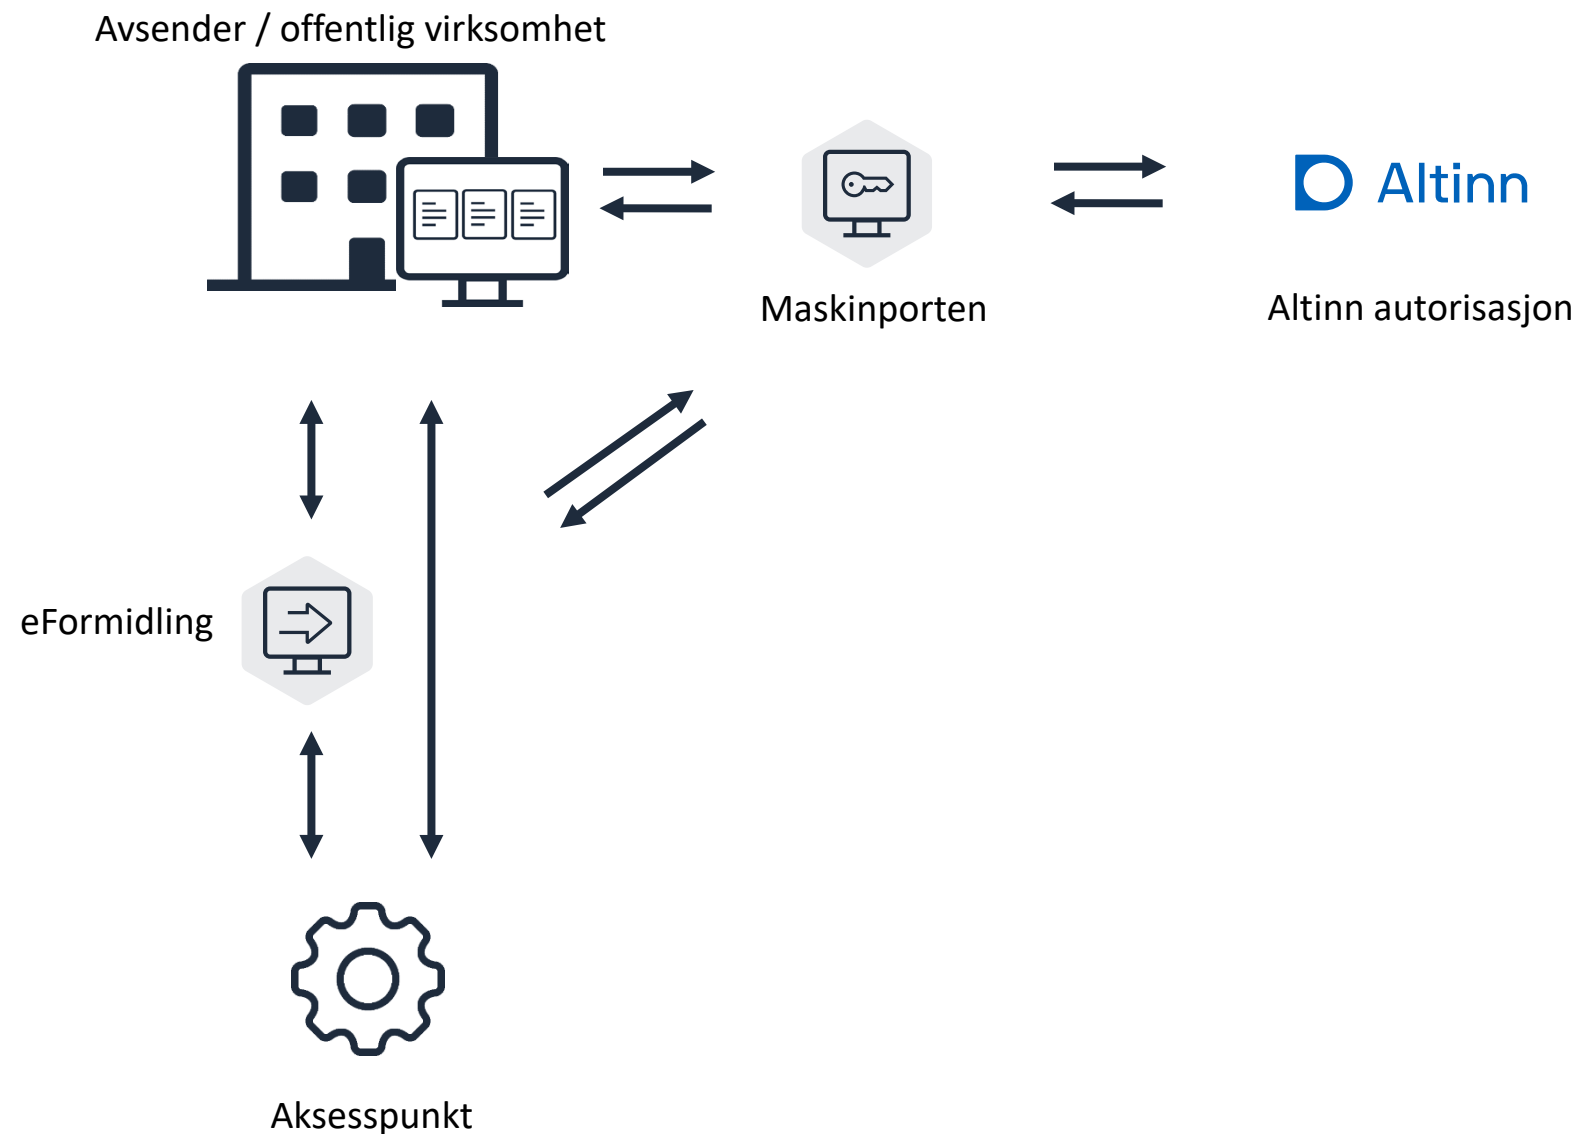 Avsender / offentlig virksomhet
Altinn
Maskinporten
Altinn autorisasjon
eFormidling
Aksesspunkt